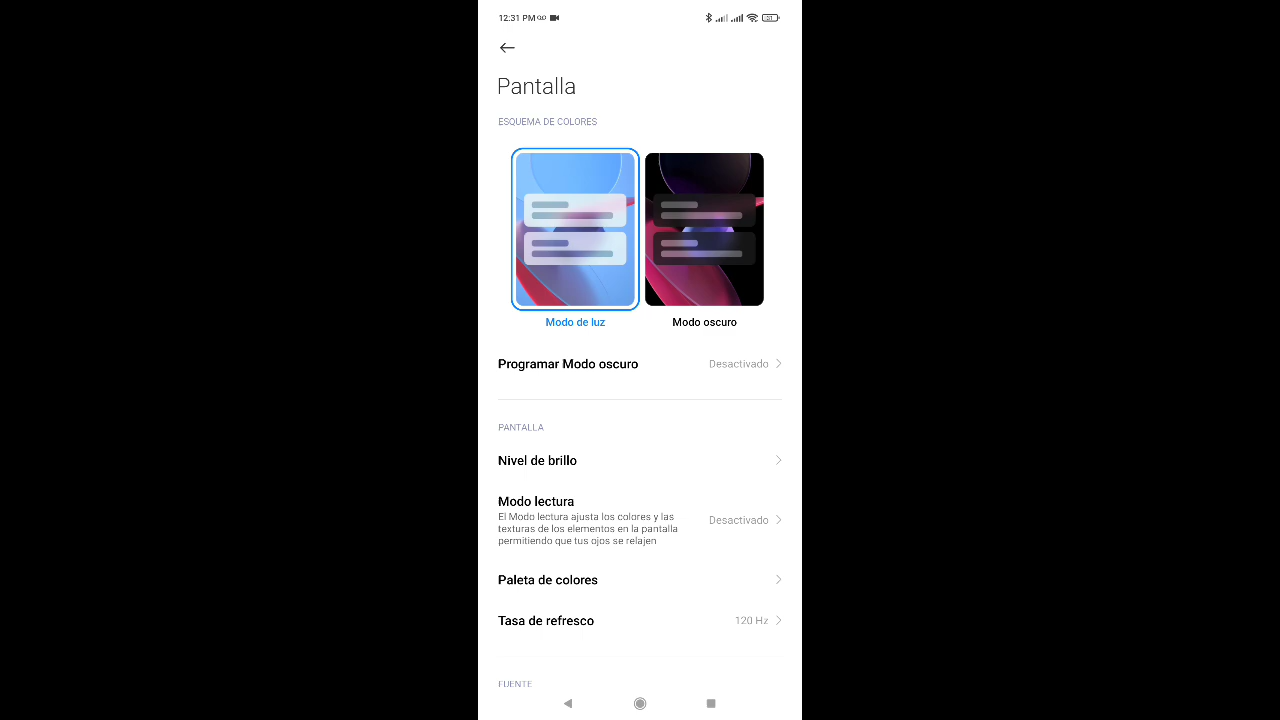 12:31 PM
Pantalla
ESQUEMA DE COLORES
Modo de luz
Modo oscuro
Programar Modo oscuro
Desactivado
PANTALLA
Nivel de brillo
Modo lectura
El Modo lectura ajusta los colores y las
texturas de los elementos en la pantalla
permitiendo que tus ojos se relajen
Desactivado
Paleta de colores
Tasa de refresco
120 Hz
FUENTE